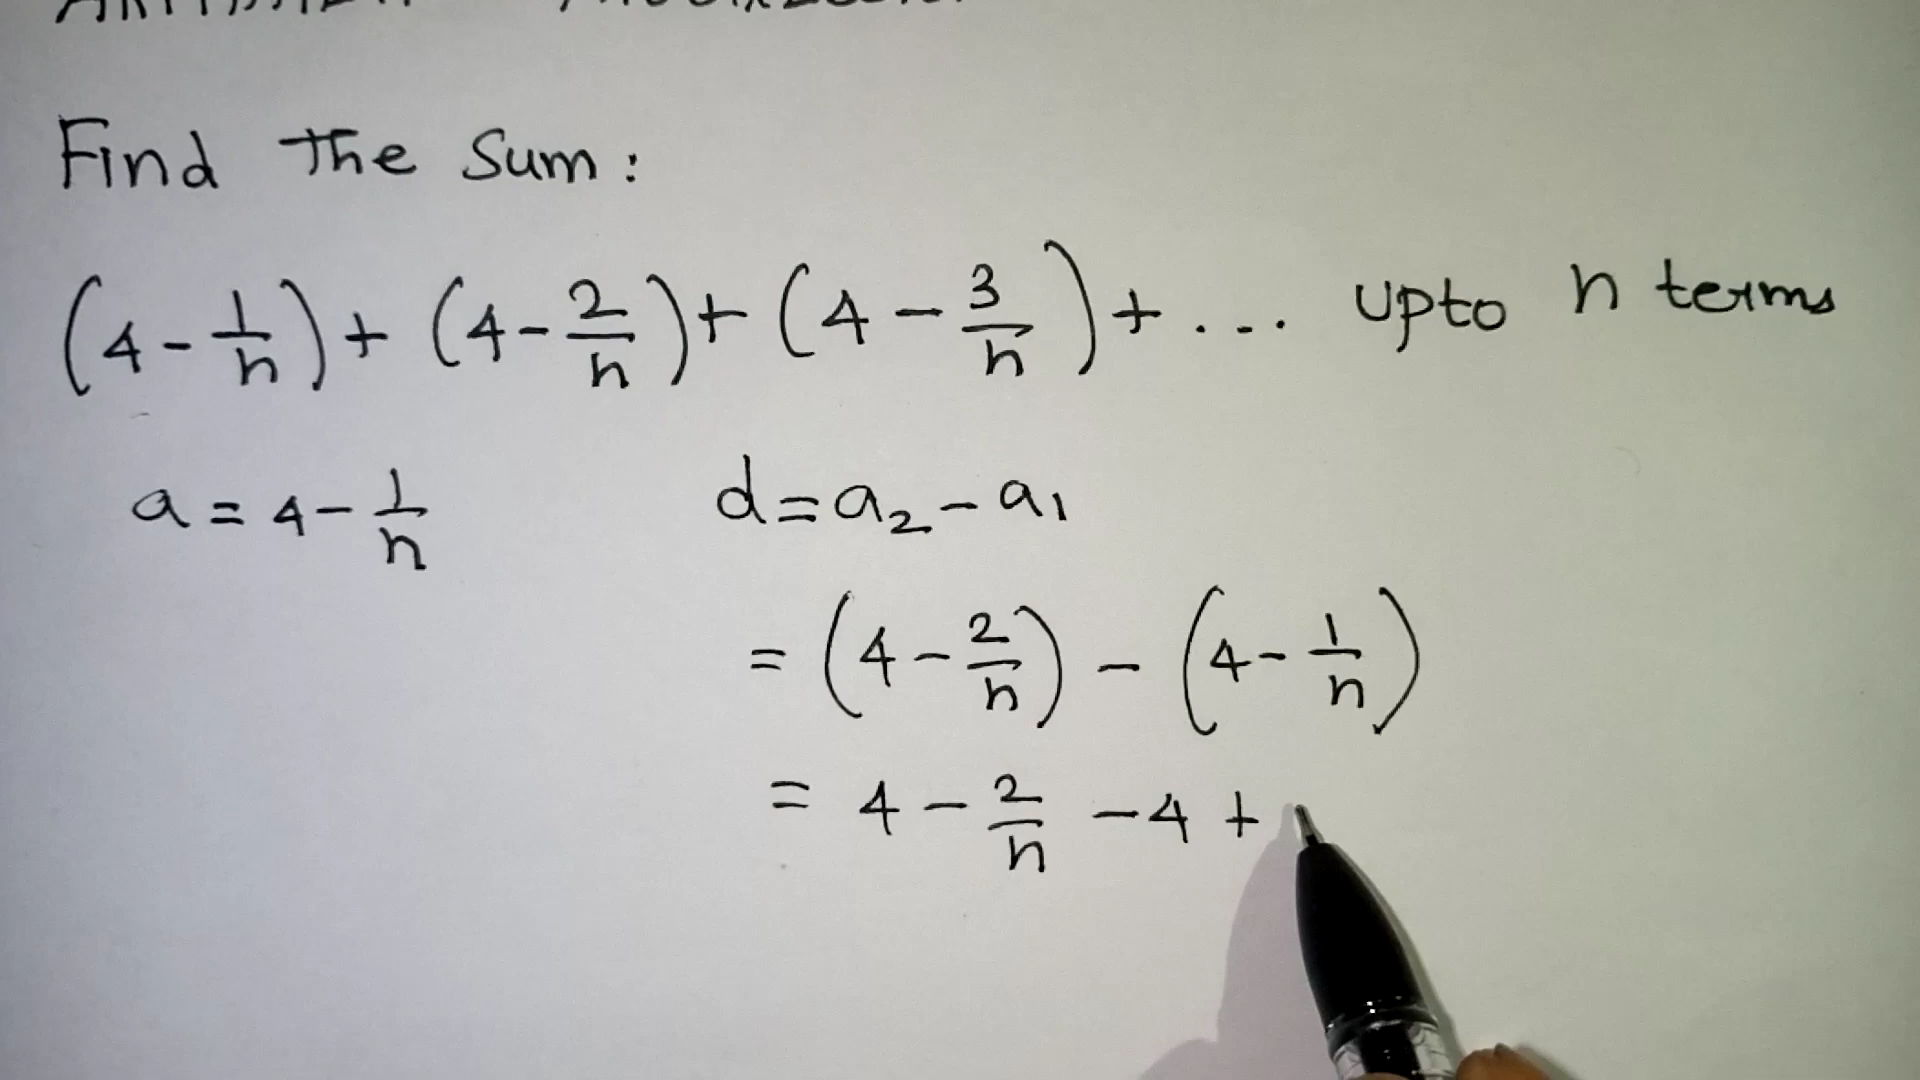 Find the Sum:
(4 - 1/n) + (4 - 2/n) + (4 - 3/n) + ... upto n terms
a = 4 - 1/n
d = a₂ - a₁
= (4 - 2/n) - (4 - 1/n)
= 4 - 2/n - 4 +